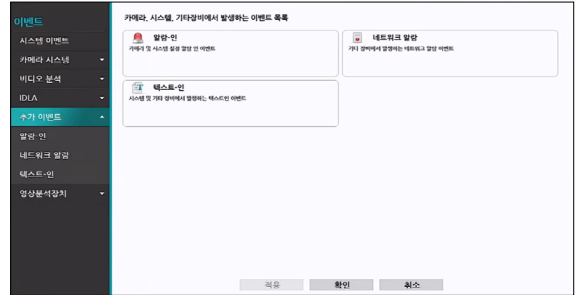 이벤트
시스템 이벤트
카메라 시스템
비디오 분석
IDLA
추가 이벤트
알람-인
네트워크 알람
텍스트-인
영상분석장치
카메라, 시스템, 기타장비에서 발생하는 이벤트 목록
알람-인
카메라 및 시스템 설정 알람 인 이벤트
네트워크 알람
기타 장비에서 발생하는 네트워크 알람 이벤트
텍스트-인
시스템 및 기타 장비에서 발생하는 텍스트인 이벤트
적용
확인
취소